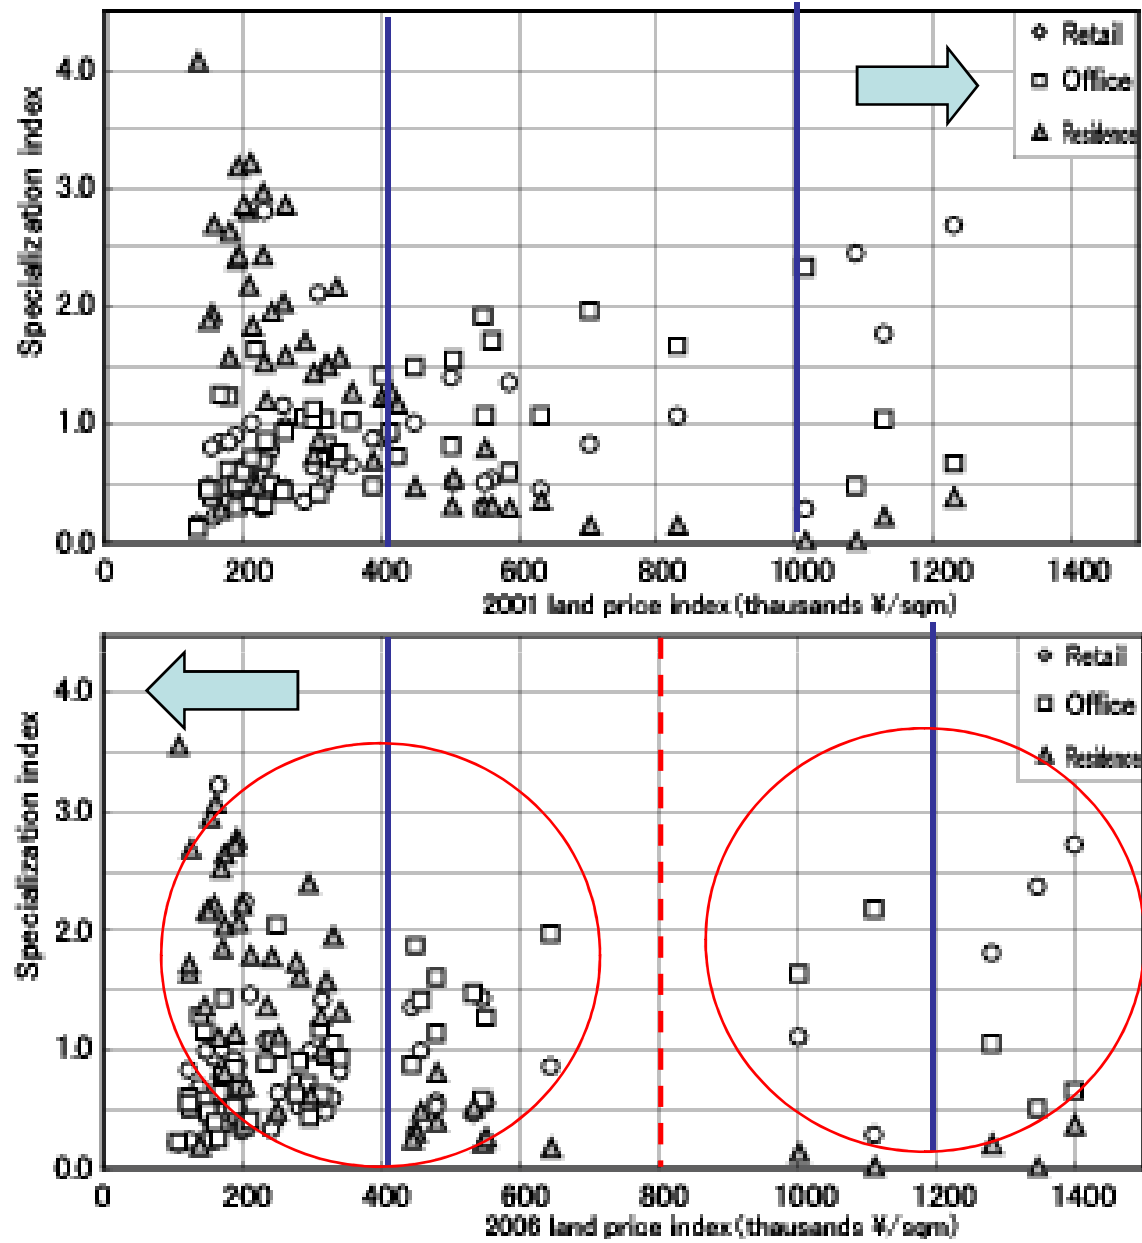 Specialization index
4.0
3.0
2.0
1.0
0.0
0 200 400 600 800 1000 1200 1400
2001 land price index(thausands ¥/sqm)
Retail
Office
Residence
Specialization index
4.0
3.0
2.0
1.0
0.0
0 200 400 600 800 1000 1200 1400
2006 land price index(thausands ¥/sqm)
Retail
Office
Residence